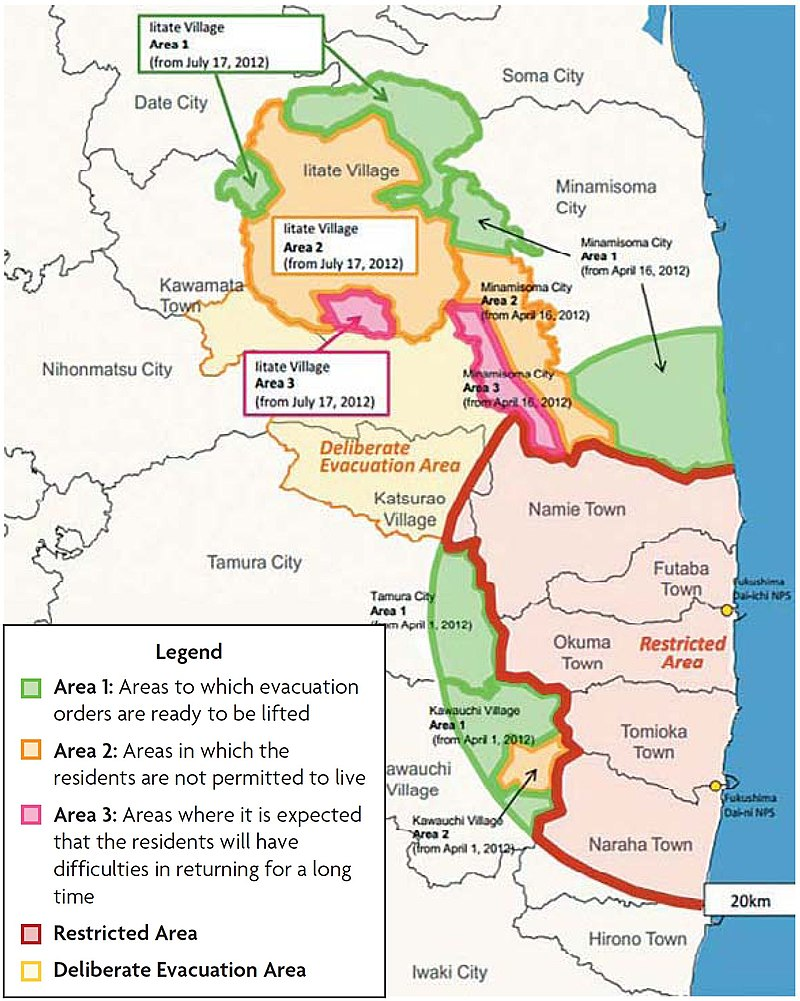 Iitate Village
Area 1
(from July 17, 2012)
Soma City
Date City
Iitate Village
Minamisoma
City
Iitate Village
Area 2
(from July 17, 2012)
Minamisoma City
Area 1
(from April 16, 2012)
Kawamata
Town
Minamisoma City
Area 2
(from April 16, 2012)
Nihonmatsu City
Iitate Village
Area 3
(from July 17, 2012)
Minamisoma City
Area 3
(from April 16, 2012)
Deliberate
Evacuation Area
Katsurao
Village
Namie Town
Tamura City
Futaba
Town
Fukushima
Dai-ichi NPS
Tamura City
Area 1
(from April 1, 2012)
Okuma
Town
Restricted
Area
Kawauchi Village
Area 1
(from April 1, 2012)
Tomioka
Town
awauchi
Village
Fukushima
Dai-ni NPS
Kawauchi Village
Area 2
(from April 1, 2012)
Naraha Town
20km
Hirono Town
Iwaki City
Legend
Area 1: Areas to which evacuation
orders are ready to be lifted
Area 2: Areas in which the
residents are not permitted to live
Area 3: Areas where it is expected
that the residents will have
difficulties in returning for a long
time
Restricted Area
Deliberate Evacuation Area